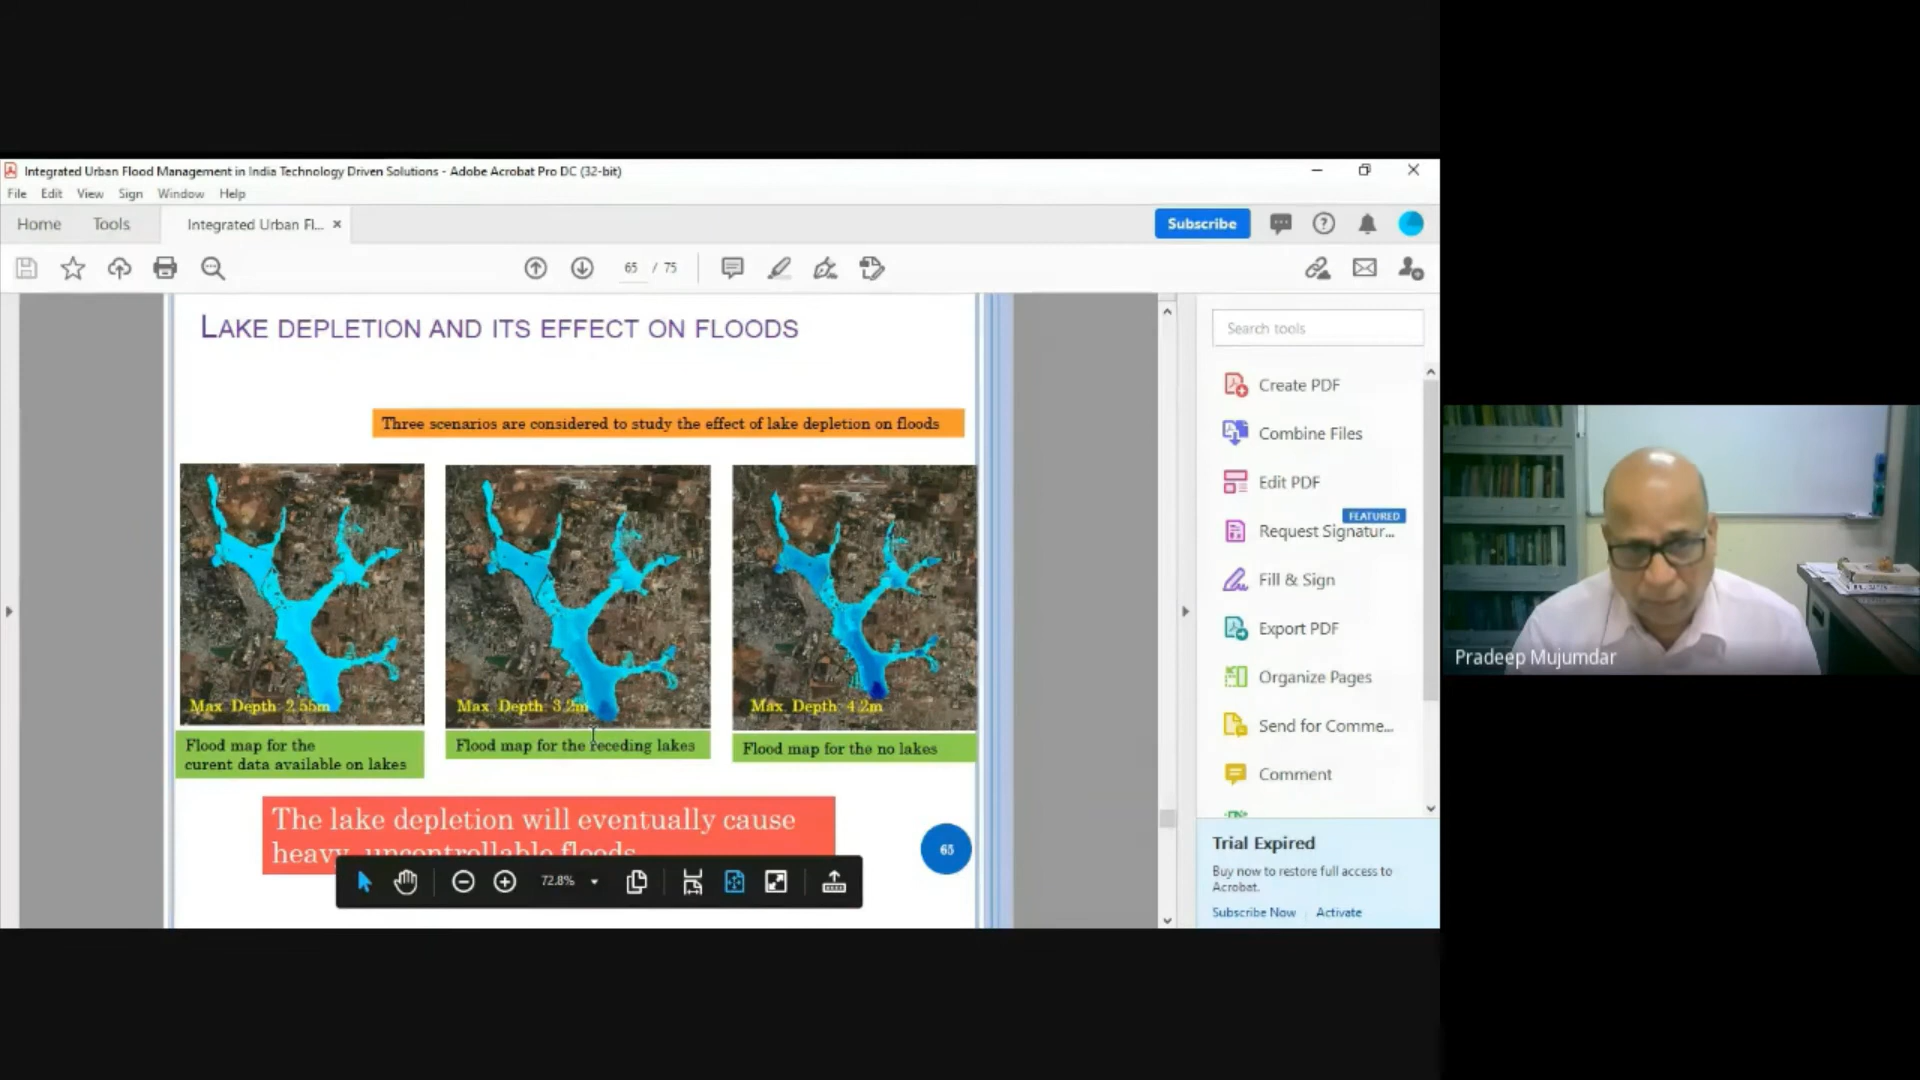 Integrated Urban Flood Management in India Technology Driven Solutions - Adobe Acrobat Pro DC (32-bit)
File Edit View Sign Window Help
Home Tools Integrated Urban Fl... ×
Subscribe
65 / 75
LAKE DEPLETION AND ITS EFFECT ON FLOODS
Three scenarios are considered to study the effect of lake depletion on floods
Max Depth 2.55m
Max Depth 3.2m
Max Depth 4.2m
Flood map for the
curent data available on lakes
Flood map for the receding lakes
Flood map for the no lakes
The lake depletion will eventually cause
heavy, uncontrollable floods
65
72.8%
Search tools
Create PDF
Combine Files
Edit PDF
FEATURED
Request Signatur...
Fill & Sign
Export PDF
Organize Pages
Send for Comme...
Comment
Trial Expired
Buy now to restore full access to
Acrobat.
Subscribe Now Activate
Pradeep Mujumdar